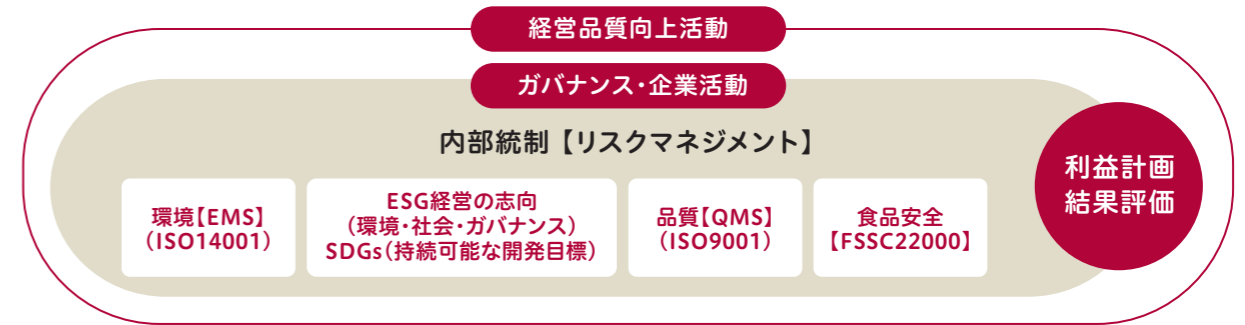 経営品質向上活動
ガバナンス・企業活動
内部統制【リスクマネジメント】
環境【EMS】
（ISO14001）
ESG経営の志向
（環境・社会・ガバナンス）
SDGs（持続可能な開発目標）
品質【QMS】
（ISO9001）
食品安全
【FSSC22000】
利益計画
結果評価